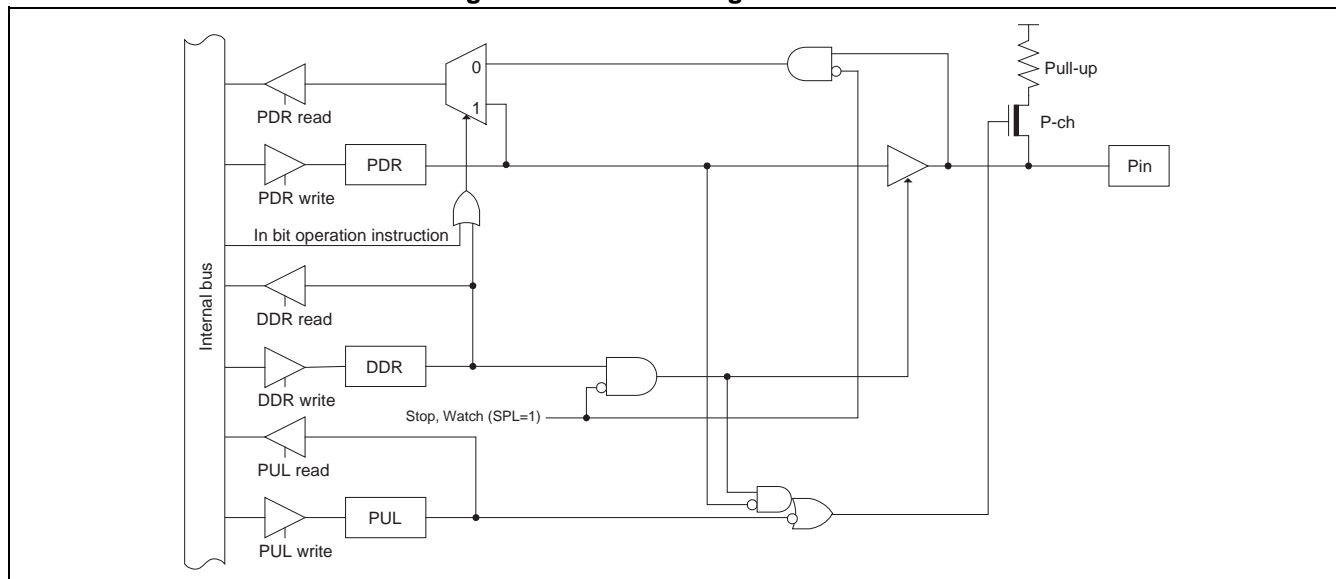 0
Pull-up
1
PDR read
P-ch
PDR
Pin
PDR write
In bit operation instruction
Internal bus
DDR read
DDR
DDR write
Stop, Watch (SPL=1)
PUL read
PUL
PUL write